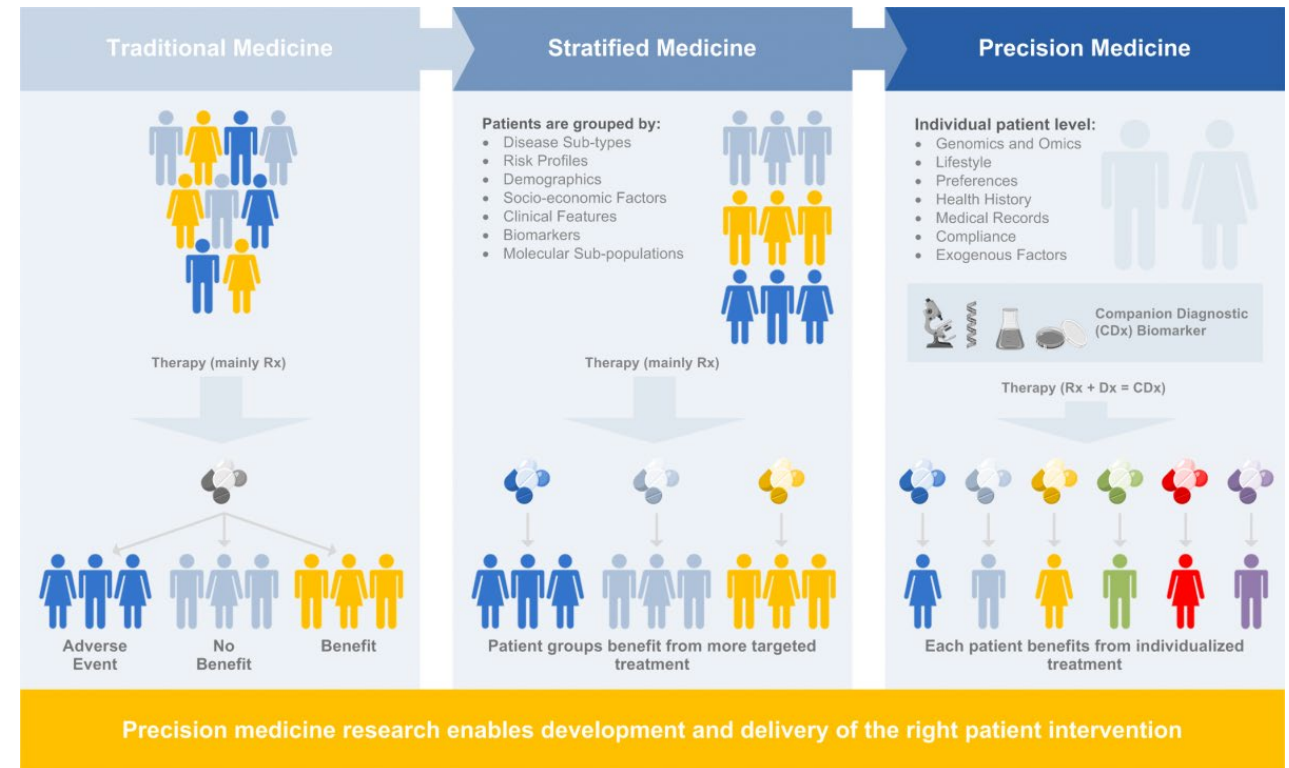 Traditional Medicine
Therapy (mainly Rx)
Adverse
Event
No
Benefit
Benefit
Stratified Medicine
Patients are grouped by:
• Disease Sub-types
• Risk Profiles
• Demographics
• Socio-economic Factors
• Clinical Features
• Biomarkers
• Molecular Sub-populations
Therapy (mainly Rx)
Patient groups benefit from more targeted
treatment
Precision Medicine
Individual patient level:
• Genomics and Omics
• Lifestyle
• Preferences
• Health History
• Medical Records
• Compliance
• Exogenous Factors
Companion Diagnostic
(CDx) Biomarker
Therapy (Rx + Dx = CDx)
Each patient benefits from individualized
treatment
Precision medicine research enables development and delivery of the right patient intervention